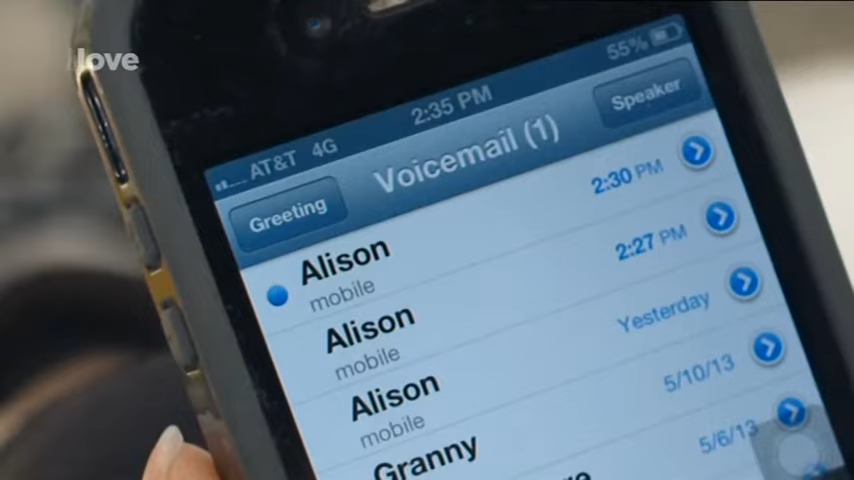 love
AT&T 4G 2:35 PM 55%
Greeting Voicemail (1) Speaker
Alison 2:30 PM
mobile
Alison 2:27 PM
mobile
Alison Yesterday
mobile
Granny 5/10/13
5/6/13